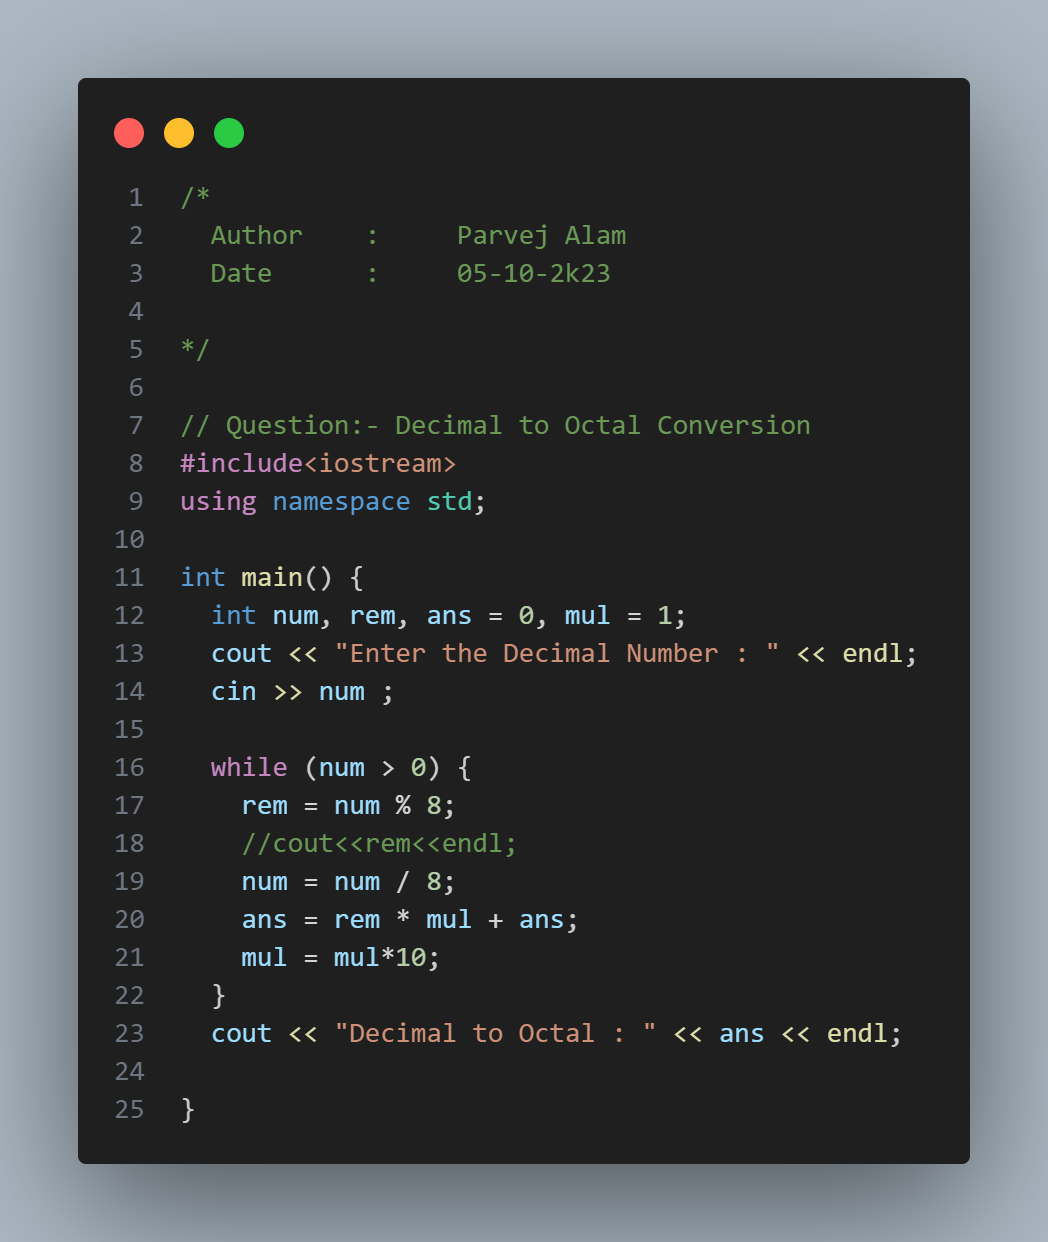 1 /*
2   Author    :     Parvej Alam
3   Date      :     05-10-2k23
4
5 */
6
7 // Question:- Decimal to Octal Conversion
8 #include<iostream>
9 using namespace std;
10
11 int main() {
12   int num, rem, ans = 0, mul = 1;
13   cout << "Enter the Decimal Number : " << endl;
14   cin >> num ;
15
16   while (num > 0) {
17     rem = num % 8;
18     //cout<<rem<<endl;
19     num = num / 8;
20     ans = rem * mul + ans;
21     mul = mul*10;
22   }
23   cout << "Decimal to Octal : " << ans << endl;
24
25 }